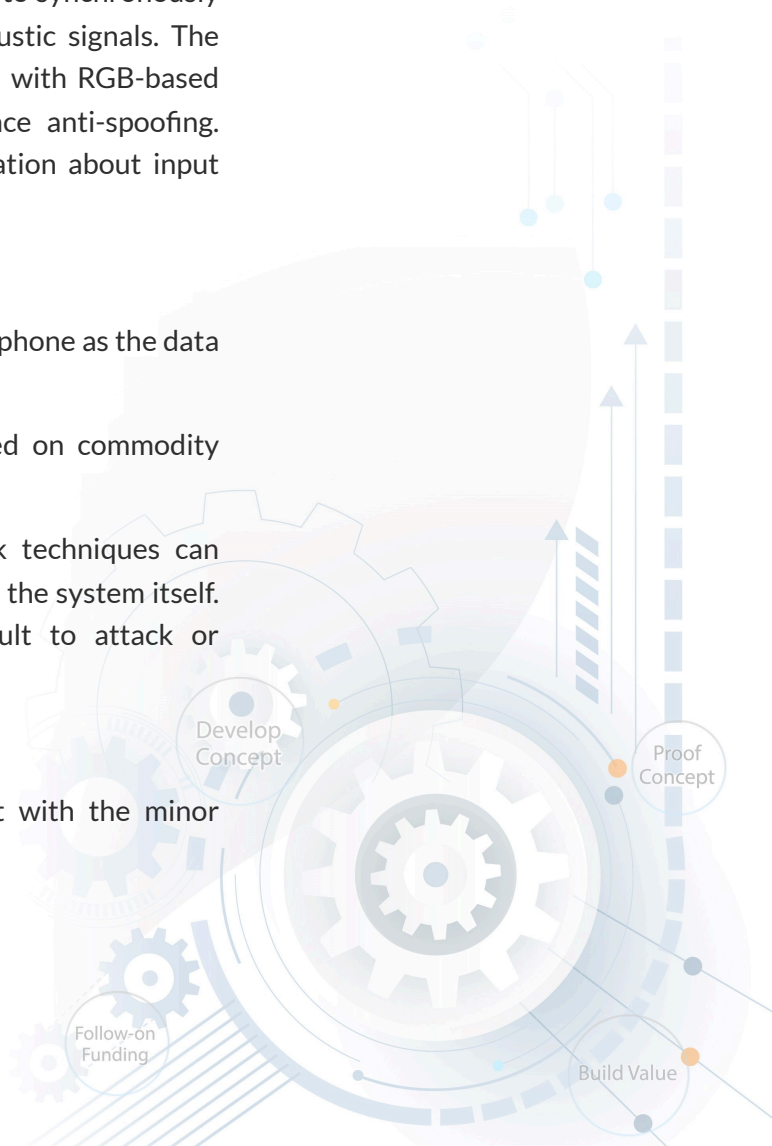 ustic signals. The
with RGB-based
ce anti-spoofing.
ation about input
phone as the data
ed on commodity
k techniques can
the system itself.
ult to attack or
Develop
Concept
Proof
Concept
t with the minor
Follow-on
Funding
Build Value